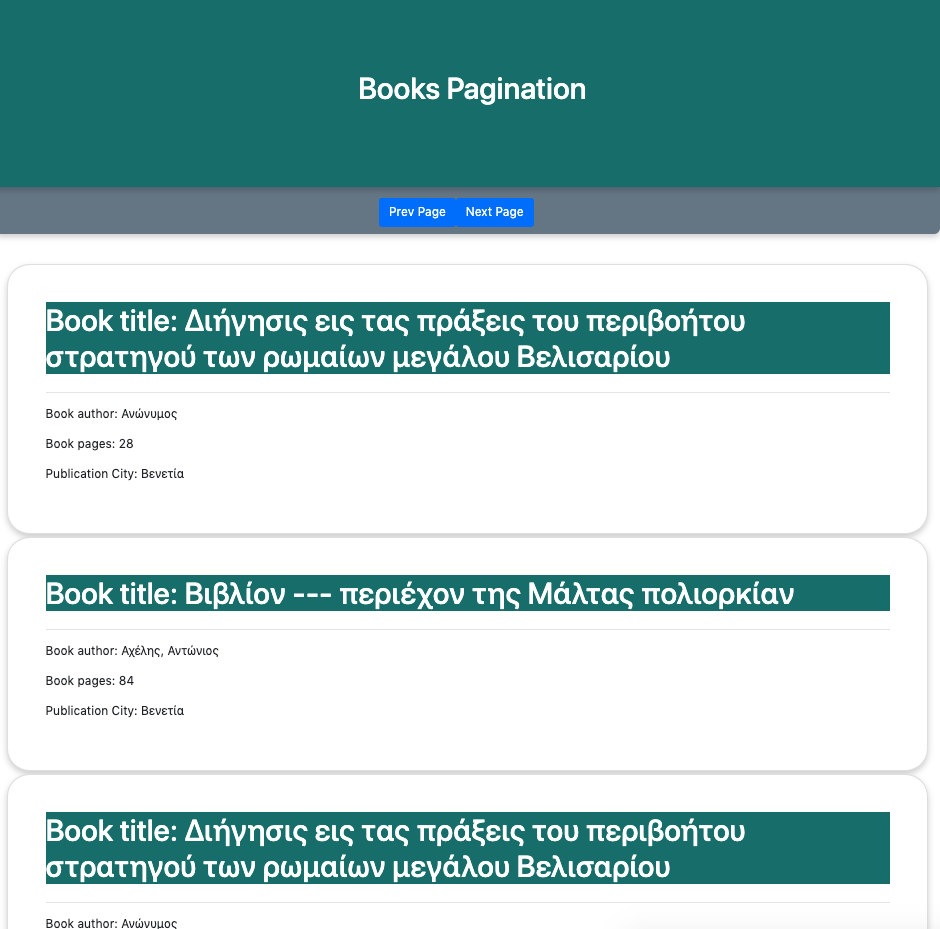 Books Pagination
Prev Page Next Page
Book title: Διήγησις εις τας πράξεις του περιβοήτου
στρατηγού των ρωμαίων μεγάλου Βελισαρίου
Book author: Ανώνυμος
Book pages: 28
Publication City: Βενετία
Book title: Βιβλίον --- περιέχον της Μάλτας πολιορκίαν
Book author: Αχέλης, Αντώνιος
Book pages: 84
Publication City: Βενετία
Book title: Διήγησις εις τας πράξεις του περιβοήτου
στρατηγού των ρωμαίων μεγάλου Βελισαρίου
Book author: Ανώνυμος